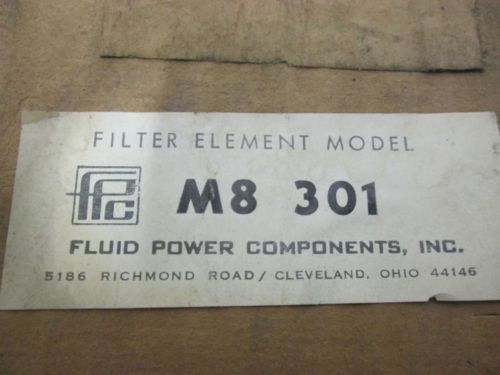 FILTER ELEMENT MODEL
fPc M8 301
FLUID POWER COMPONENTS, INC.
5186 RICHMOND ROAD/CLEVELAND, OHIO 44146